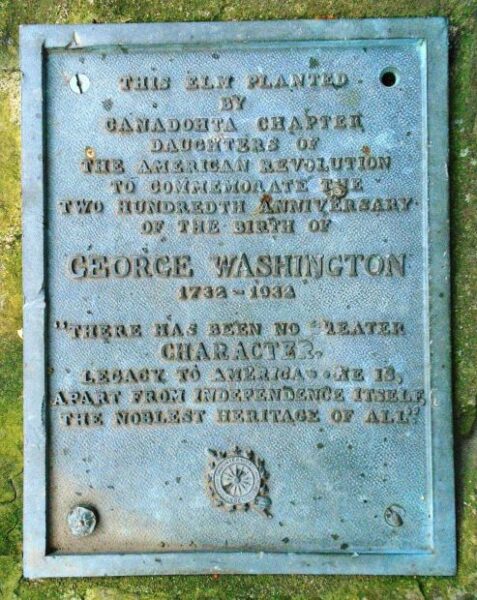 THIS ELM PLANTED
BY
CANADOHTA CHAPTER
DAUGHTERS OF
THE AMERICAN REVOLUTION
TO COMMEMORATE THE
TWO HUNDREDTH ANNIVERSARY
OF THE BIRTH OF
GEORGE WASHINGTON
1732-1932
"THERE HAS BEEN NO REATER
CHARACTER.
LEGACY TO AMERICA IS,
APART FROM INDEPENDENCE ITSELF,
THE NOBLEST HERITAGE OF ALL"